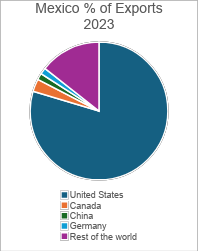 Mexico % of Exports
2023
United States
Canada
China
Germany
Rest of the world